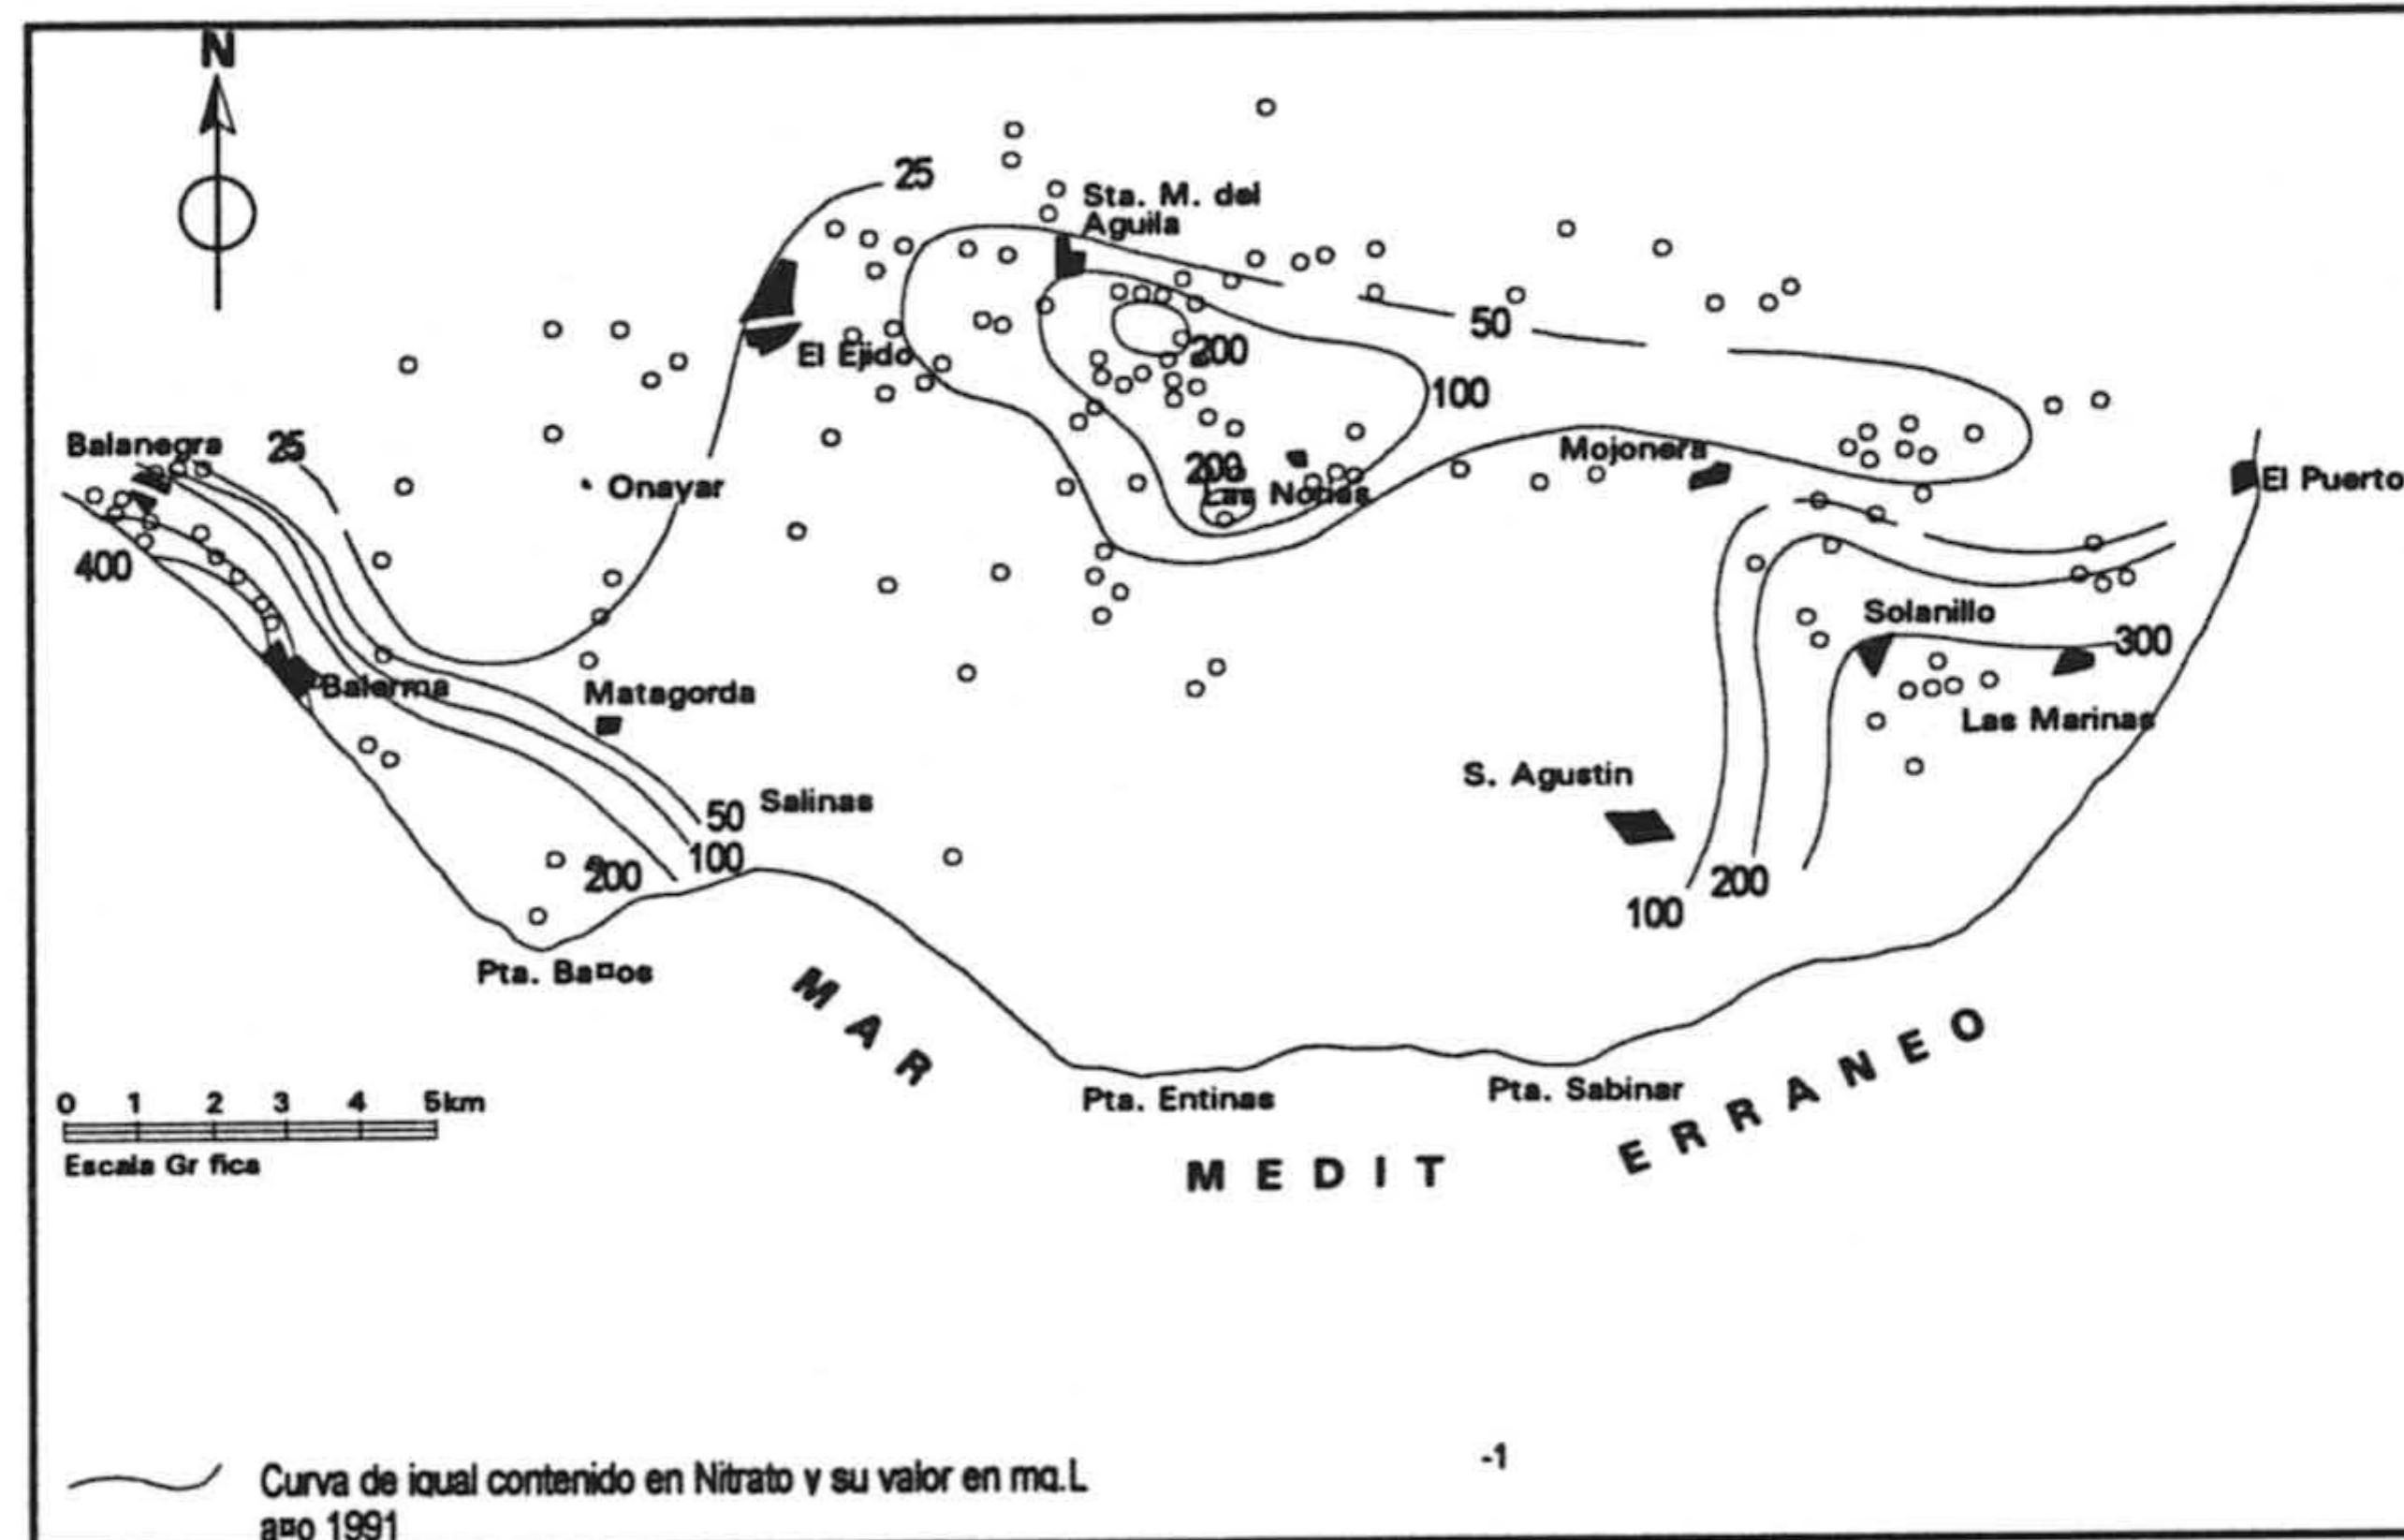 N
25
Sta. M. del
Aguila
50
El Ejido
200
100
Balanegra
25
Mojonera
200
Onayar
Las Norias
El Puerto
400
Solanillo
300
Balerma
Matagorda
Las Marinas
S. Agustin
50
Salinas
100
200
200
100
Pta. Ba¤os
MAR
ERRANEO
0 1 2 3 4 5km
Pta. Entinas
Pta. Sabinar
MEDIT
Escala Gr fica
-1
Curva de igual contenido en Nitrato y su valor en mg.L
a¤o 1991